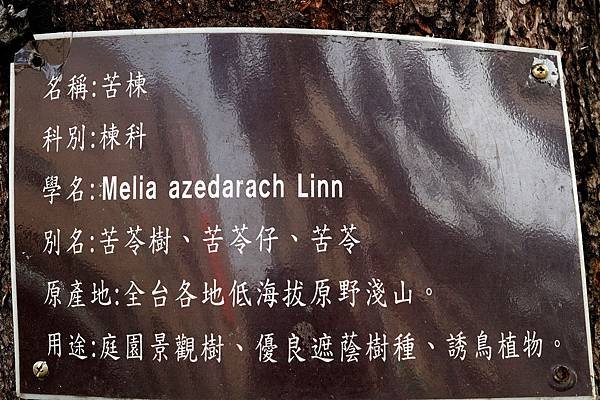 名稱:苦楝
科別:楝科
學名:Melia azedarach Linn
別名:苦苓樹、苦苓仔、苦苓
原產地:全台各地低海拔原野淺山。
用途:庭園景觀樹、優良遮蔭樹種、誘鳥植物。